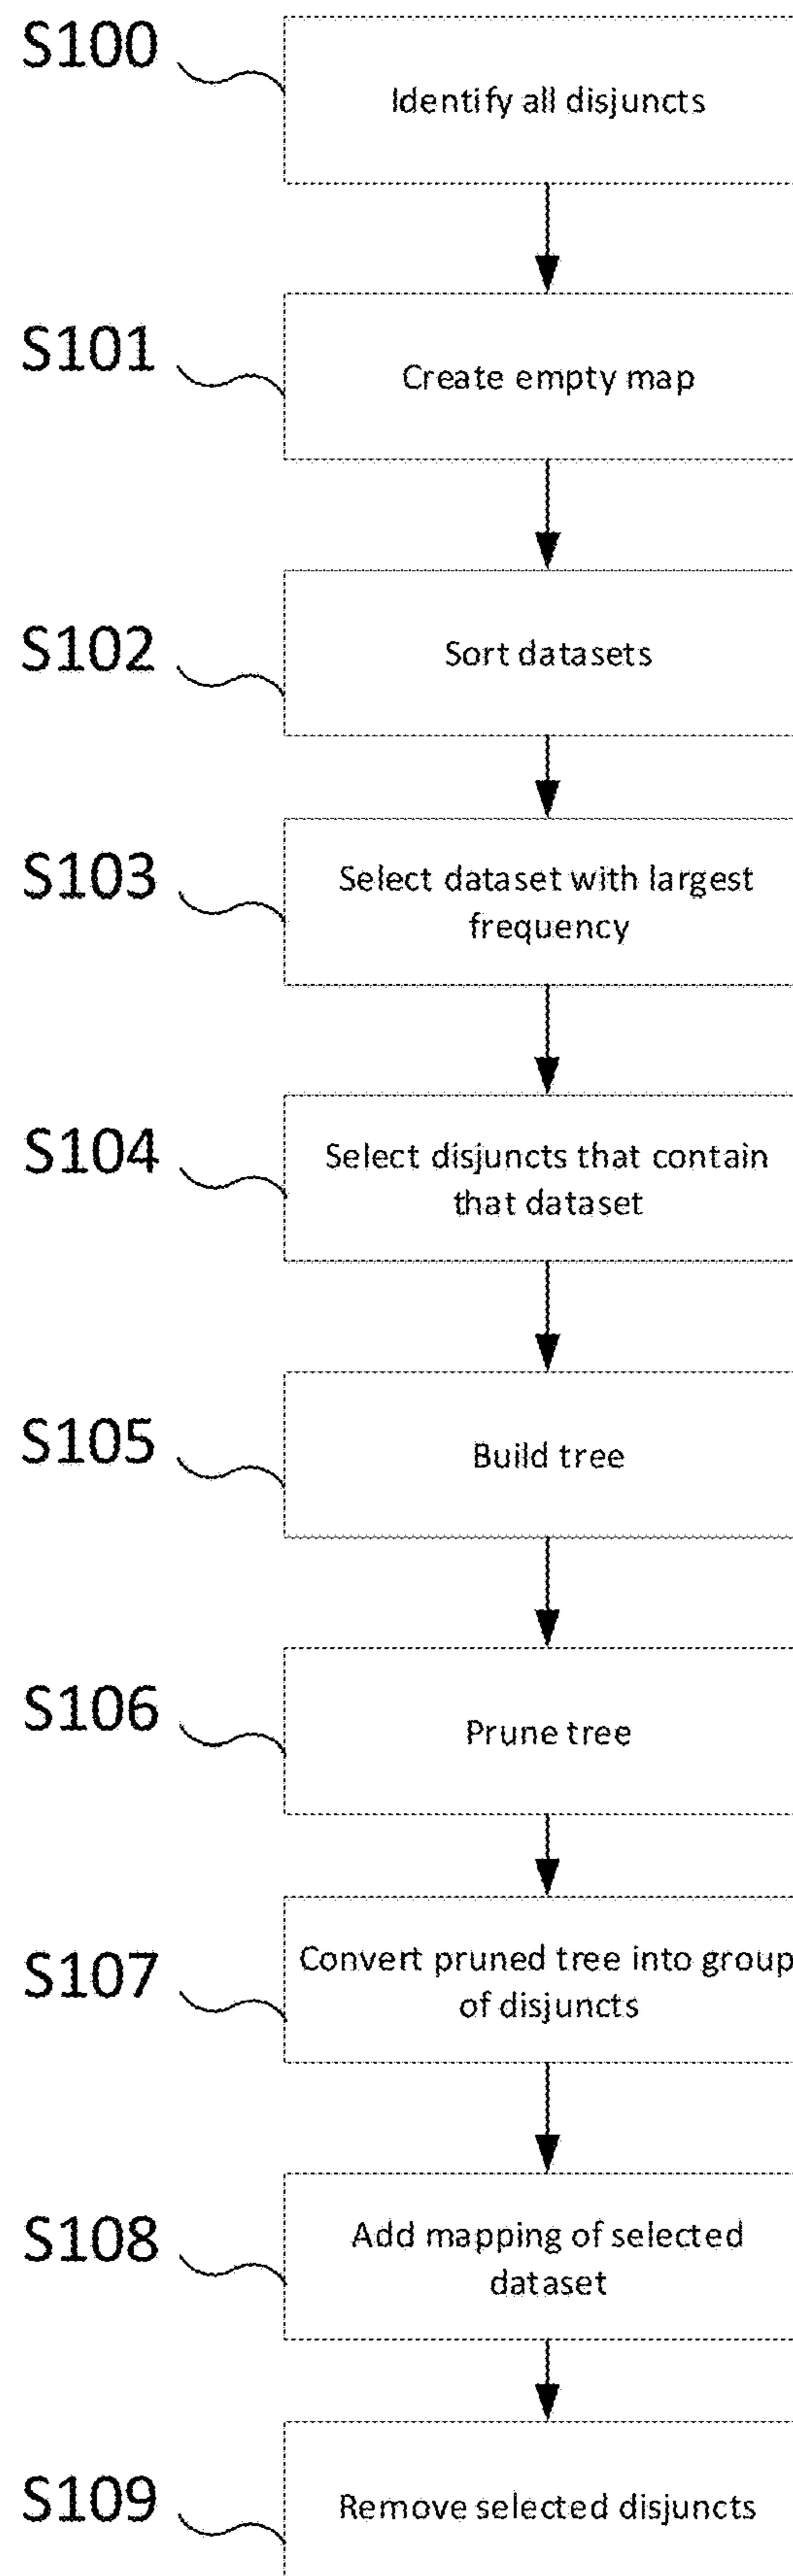 S100
Identify all disjuncts
S101
Create empty map
S102
Sort datasets
S103
Select dataset with largest
frequency
S104
Select disjuncts that contain
that dataset
S105
Build tree
S106
Prune tree
S107
Convert pruned tree into group
of disjuncts
S108
Add mapping of selected
dataset
S109
Remove selected disjuncts